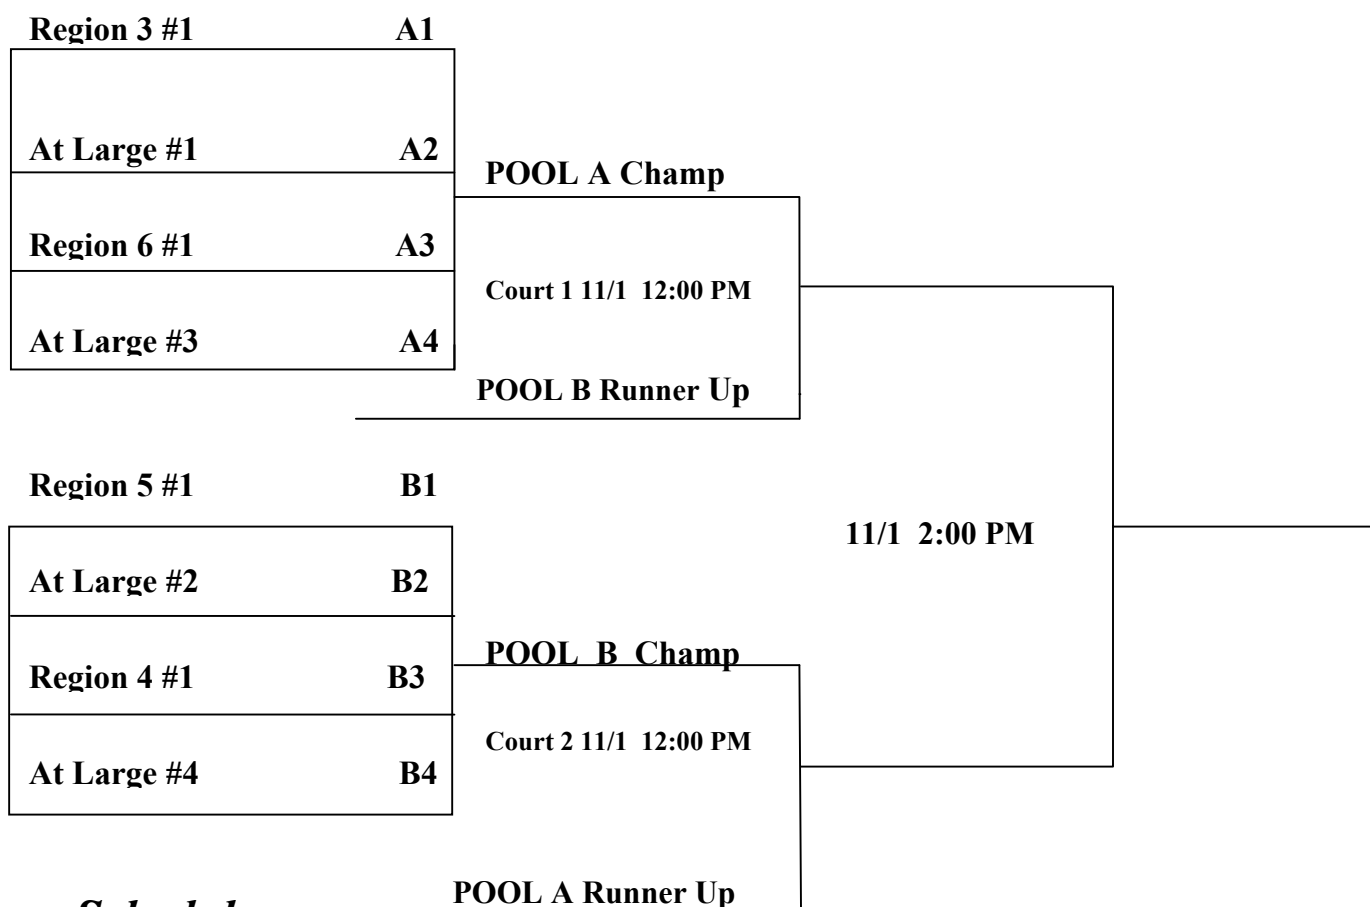 Region 3 #1 A1
At Large #1 A2
POOL A Champ
Region 6 #1 A3
Court 1 11/1 12:00 PM
At Large #3 A4
POOL B Runner Up
Region 5 #1 B1
11/1 2:00 PM
At Large #2 B2
POOL B Champ
Region 4 #1 B3
Court 2 11/1 12:00 PM
At Large #4 B4
POOL A Runner Up